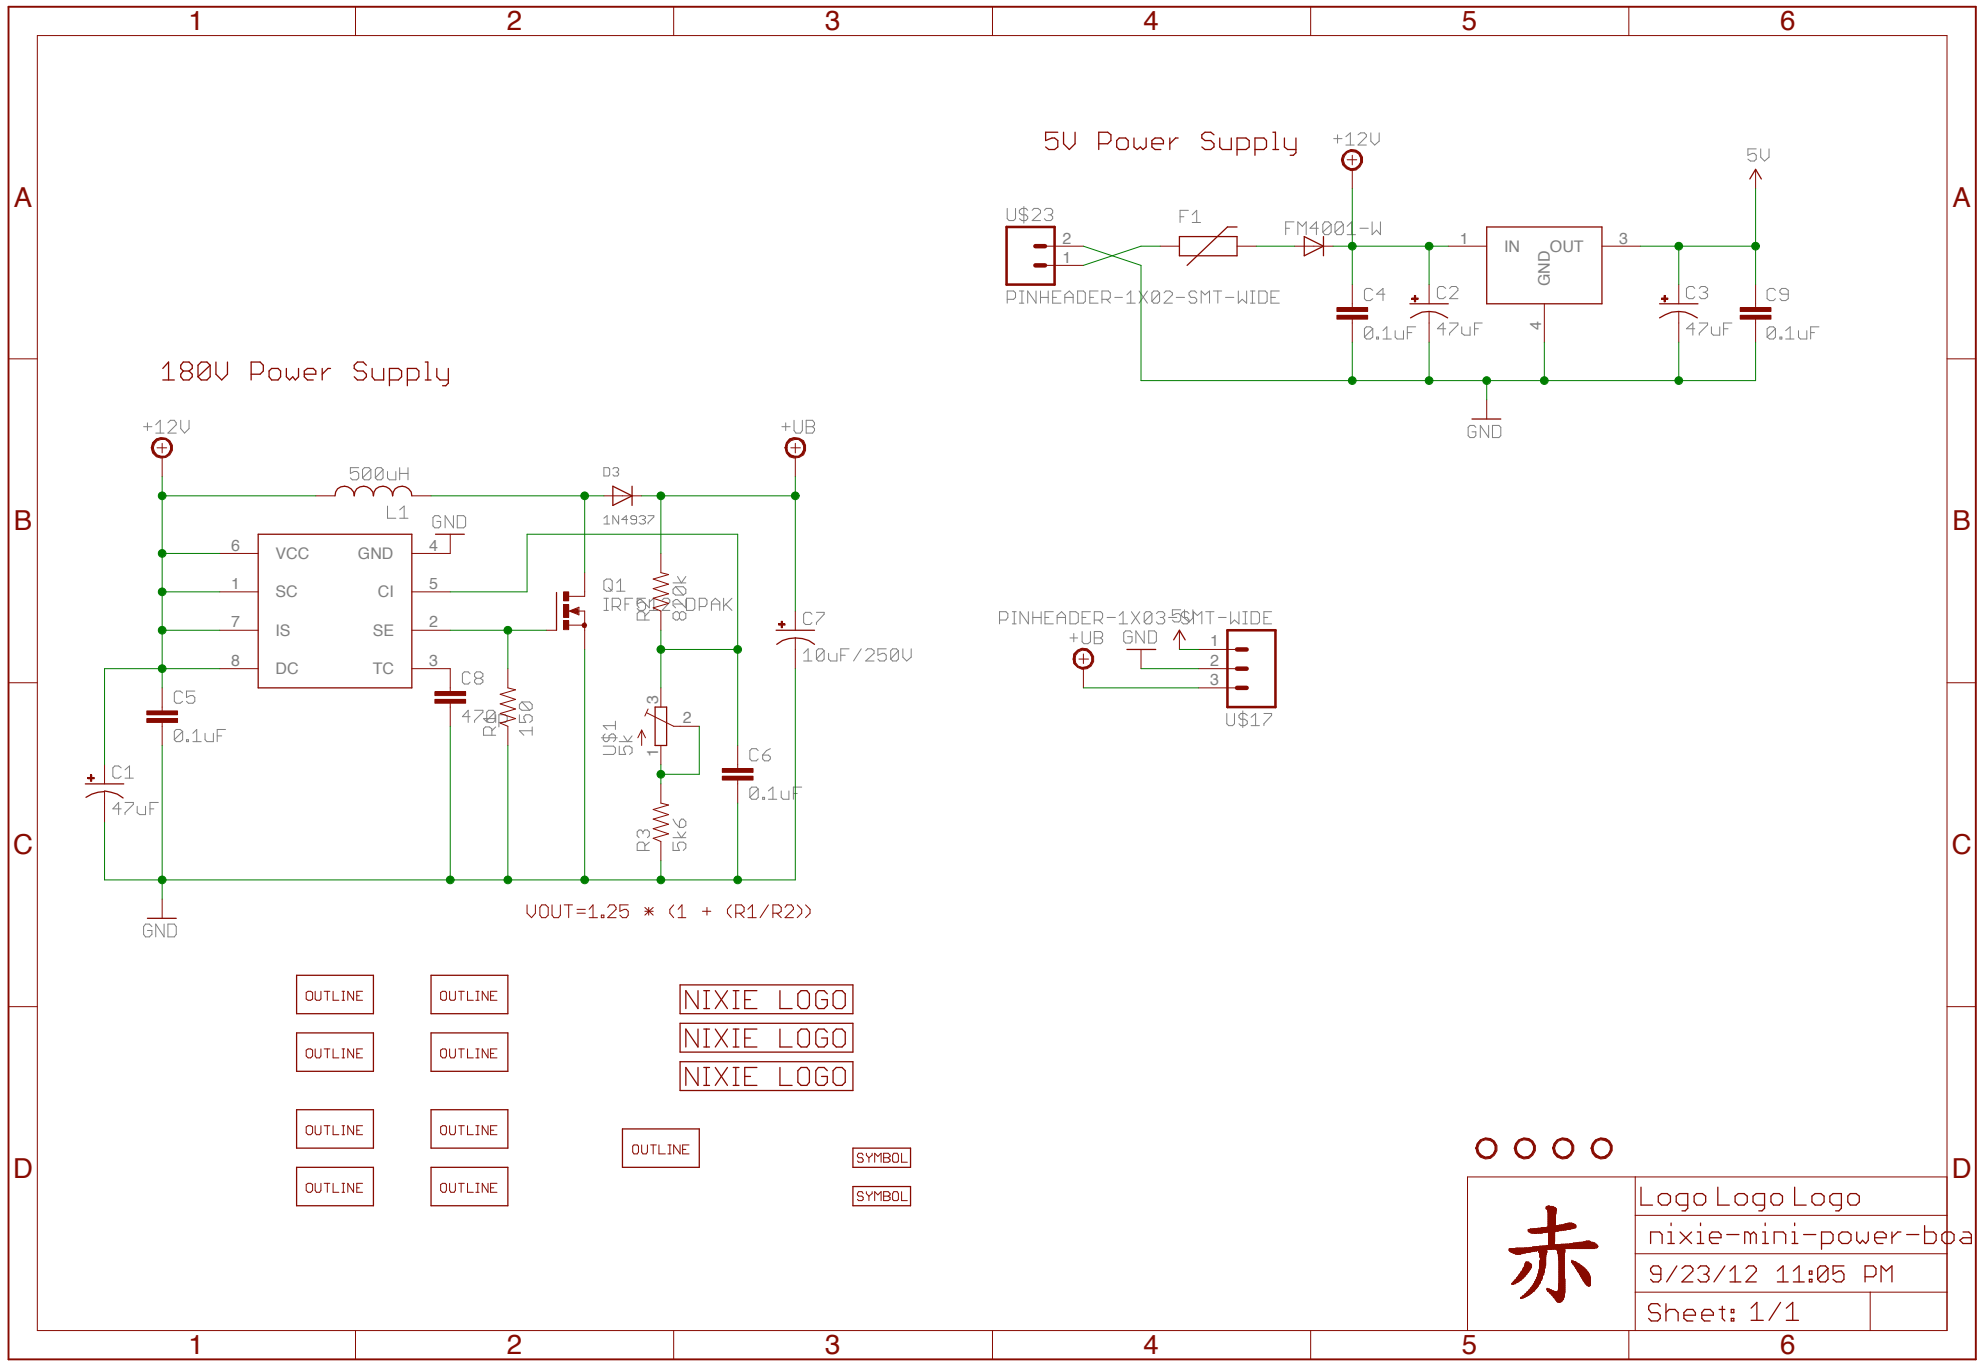 1 2 3 4 5 6
A A
B B
C C
D D
5V Power Supply
+12V
5V
U$23
2
1
PINHEADER-1X02-SMT-WIDE
F1
FM4001-W
1 IN OUT 3
GND
4
C4
0.1uF
C2
47uF
C3
47uF
C9
0.1uF
GND
180V Power Supply
+12V
+UB
500uH
L1
D3
1N4937
GND
6 VCC GND 4
1 SC CI 5
7 IS SE 2
8 DC TC 3
Q1
820k
C7
10uF/250V
C5
0.1uF
C1
47uF
C8
150
U$1
5k
3
2
1
C6
0.1uF
R3
5k6
VOUT=1.25 * (1 + (R1/R2))
GND
PINHEADER-1X03-SMT-WIDE
5V
+UB GND
1
2
3
U$17
OUTLINE OUTLINE
OUTLINE OUTLINE
OUTLINE OUTLINE
OUTLINE OUTLINE
OUTLINE
NIXIE LOGO
NIXIE LOGO
NIXIE LOGO
SYMBOL
SYMBOL
赤
Logo Logo Logo
nixie-mini-power-boa
9/23/12 11:05 PM
Sheet: 1/1
1 2 3 4 5 6